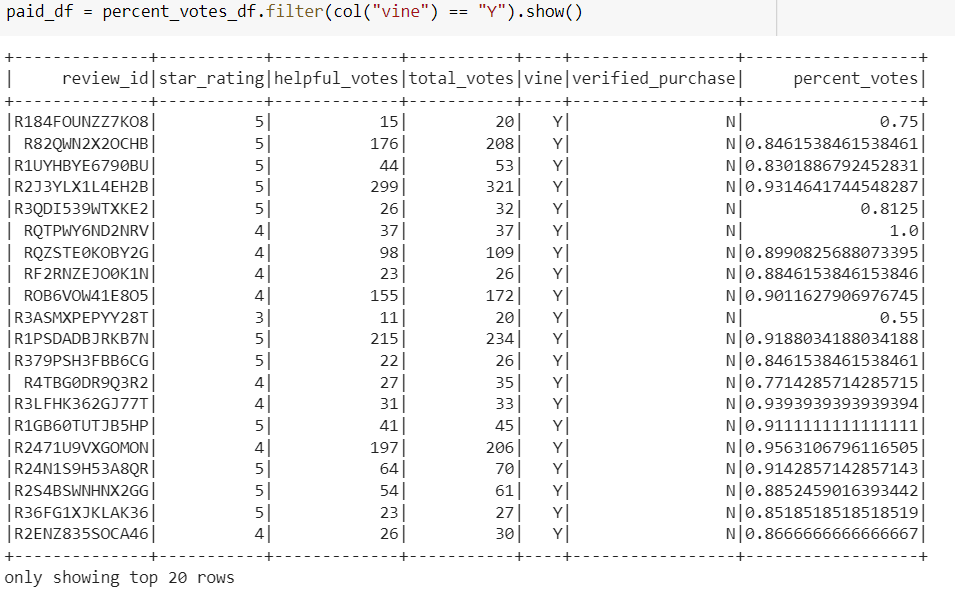 paid_df = percent_votes_df.filter(col("vine") == "Y").show()
+--------------+-----------+-------------+-----------+----+-----------------+------------------+
|     review_id|star_rating|helpful_votes|total_votes|vine|verified_purchase|     percent_votes|
+--------------+-----------+-------------+-----------+----+-----------------+------------------+
|R184FOUNZZ7KO8|          5|           15|         20|   Y|                N|              0.75|
| R82QWN2X2OCHB|          5|          176|        208|   Y|                N|0.8461538461538461|
|R1UYHBYE6790BU|          5|           44|         53|   Y|                N|0.8301886792452831|
|R2J3YLX1L4EH2B|          5|          299|        321|   Y|                N|0.9314641744548287|
|R3QDI539WTXKE2|          5|           26|         32|   Y|                N|            0.8125|
| RQTPWY6ND2NRV|          4|           37|         37|   Y|                N|               1.0|
| RQZSTE0KOBY2G|          4|           98|        109|   Y|                N|0.8990825688073395|
| RF2RNZEJO0K1N|          4|           23|         26|   Y|                N|0.8846153846153846|
| ROB6VOW41E8O5|          4|          155|        172|   Y|                N|0.9011627906976745|
|R3ASMXPEPYY28T|          3|           11|         20|   Y|                N|              0.55|
|R1PSDADBJRKB7N|          5|          215|        234|   Y|                N|0.9188034188034188|
|R379PSH3FBB6CG|          5|           22|         26|   Y|                N|0.8461538461538461|
| R4TBG0DR9Q3R2|          4|           27|         35|   Y|                N|0.7714285714285715|
|R3LFHK362GJ77T|          4|           31|         33|   Y|                N|0.9393939393939394|
|R1GB60TUTJB5HP|          5|           41|         45|   Y|                N|0.9111111111111111|
|R2471U9VXGOMON|          4|          197|        206|   Y|                N|0.9563106796116505|
|R24N1S9H53A8QR|          5|           64|         70|   Y|                N|0.9142857142857143|
|R2S4BSWNHNX2GG|          5|           54|         61|   Y|                N|0.8852459016393442|
|R36FG1XJKLAK36|          5|           23|         27|   Y|                N|0.8518518518518519|
|R2ENZ835SOCA46|          4|           26|         30|   Y|                N|0.8666666666666667|
+--------------+-----------+-------------+-----------+----+-----------------+------------------+
only showing top 20 rows